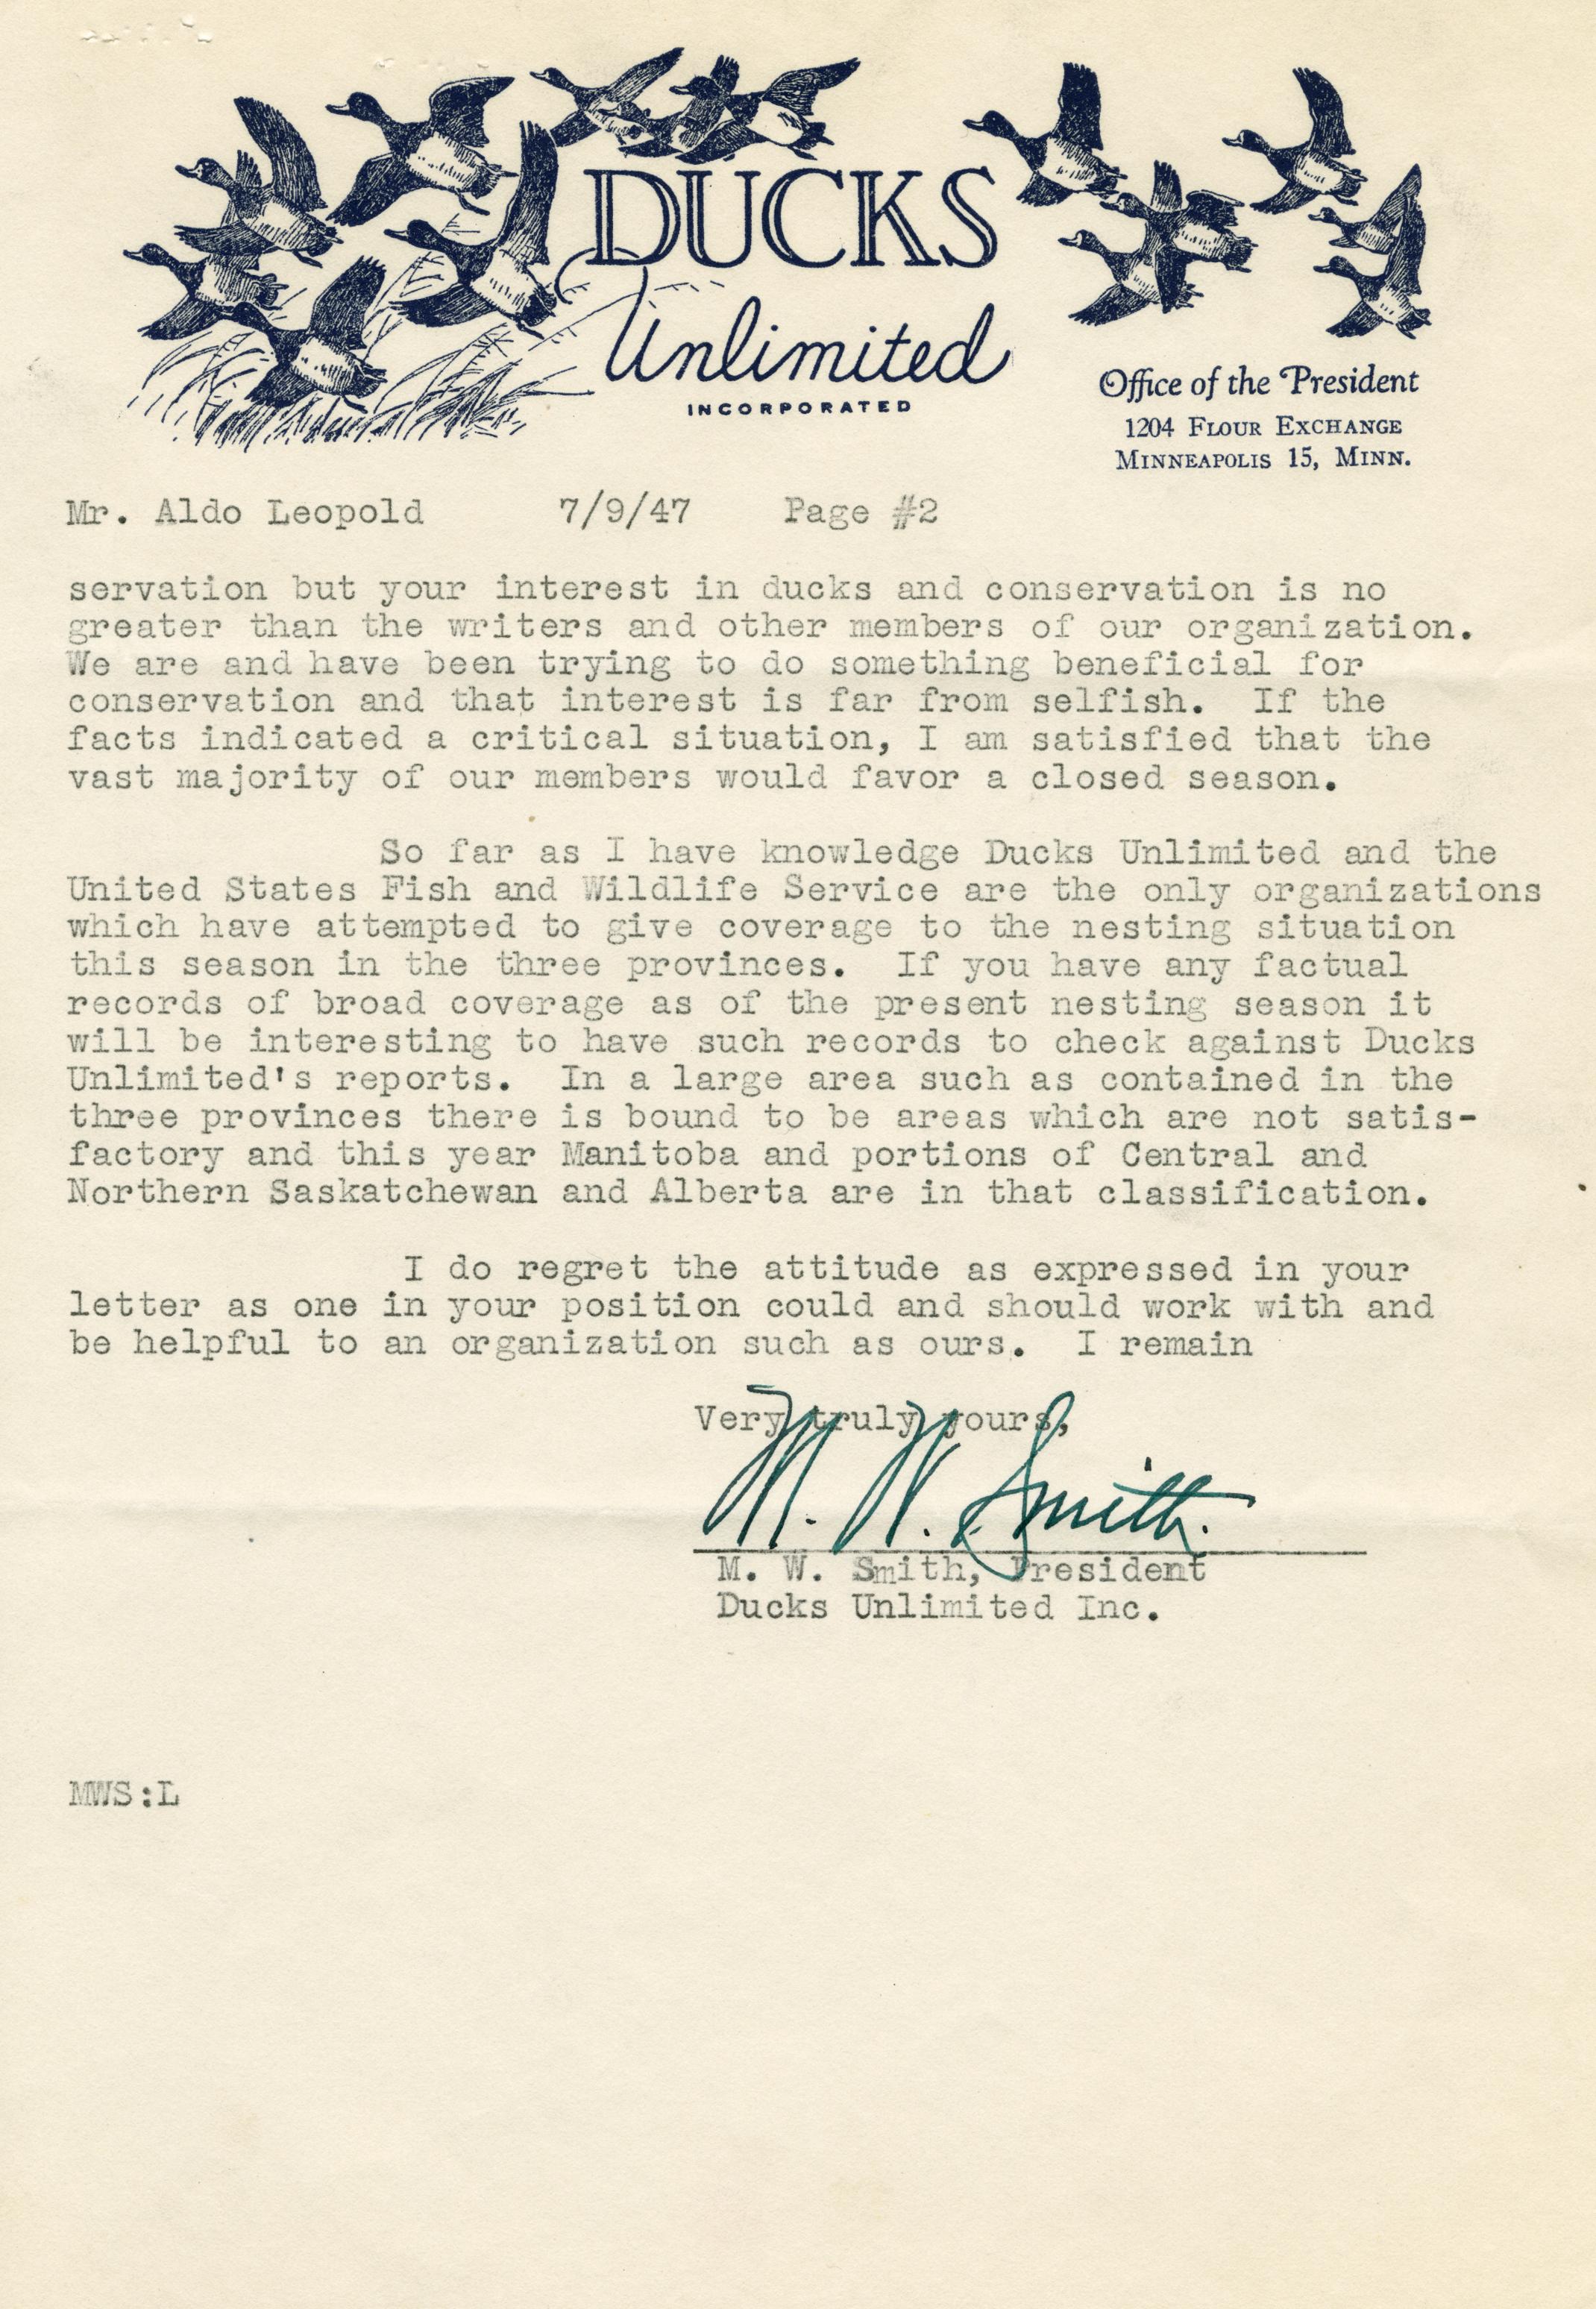 DUCKS
Unlimited
INCORPORATED
Office of the President
1204 FLOUR EXCHANGE
MINNEAPOLIS 15, MINN.
Mr. Aldo Leopold 7/9/47 Page #2
servation but your interest in ducks and conservation is no
greater than the writers and other members of our organization.
We are and have been trying to do something beneficial for
conservation and that interest is far from selfish. If the
facts indicated a critical situation, I am satisfied that the
vast majority of our members would favor a closed season.
So far as I have knowledge Ducks Unlimited and the
United States Fish and Wildlife Service are the only organizations
which have attempted to give coverage to the nesting situation
this season in the three provinces. If you have any factual
records of broad coverage as of the present nesting season it
will be interesting to have such records to check against Ducks
Unlimited's reports. In a large area such as contained in the
three provinces there is bound to be areas which are not satis-
factory and this year Manitoba and portions of Central and
Northern Saskatchewan and Alberta are in that classification.
I do regret the attitude as expressed in your
letter as one in your position could and should work with and
be helpful to an organization such as ours. I remain
Very truly yours,
M. W. Smith.
M. W. Smith, President
Ducks Unlimited Inc.
MWS:L